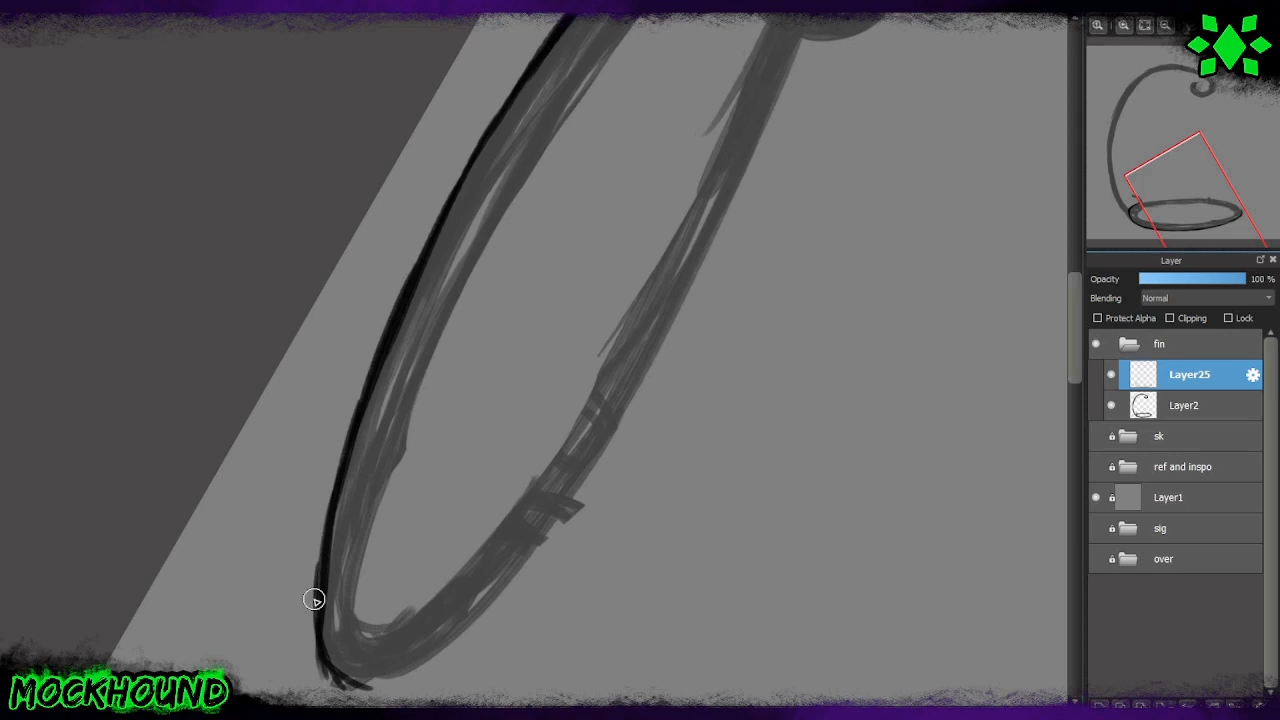 Layer
Opacity 100 %
Blending Normal
Protect Alpha Clipping Lock
fin
Layer25
Layer2
sk
ref and inspo
Layer1
sig
over
MOCKHOUND